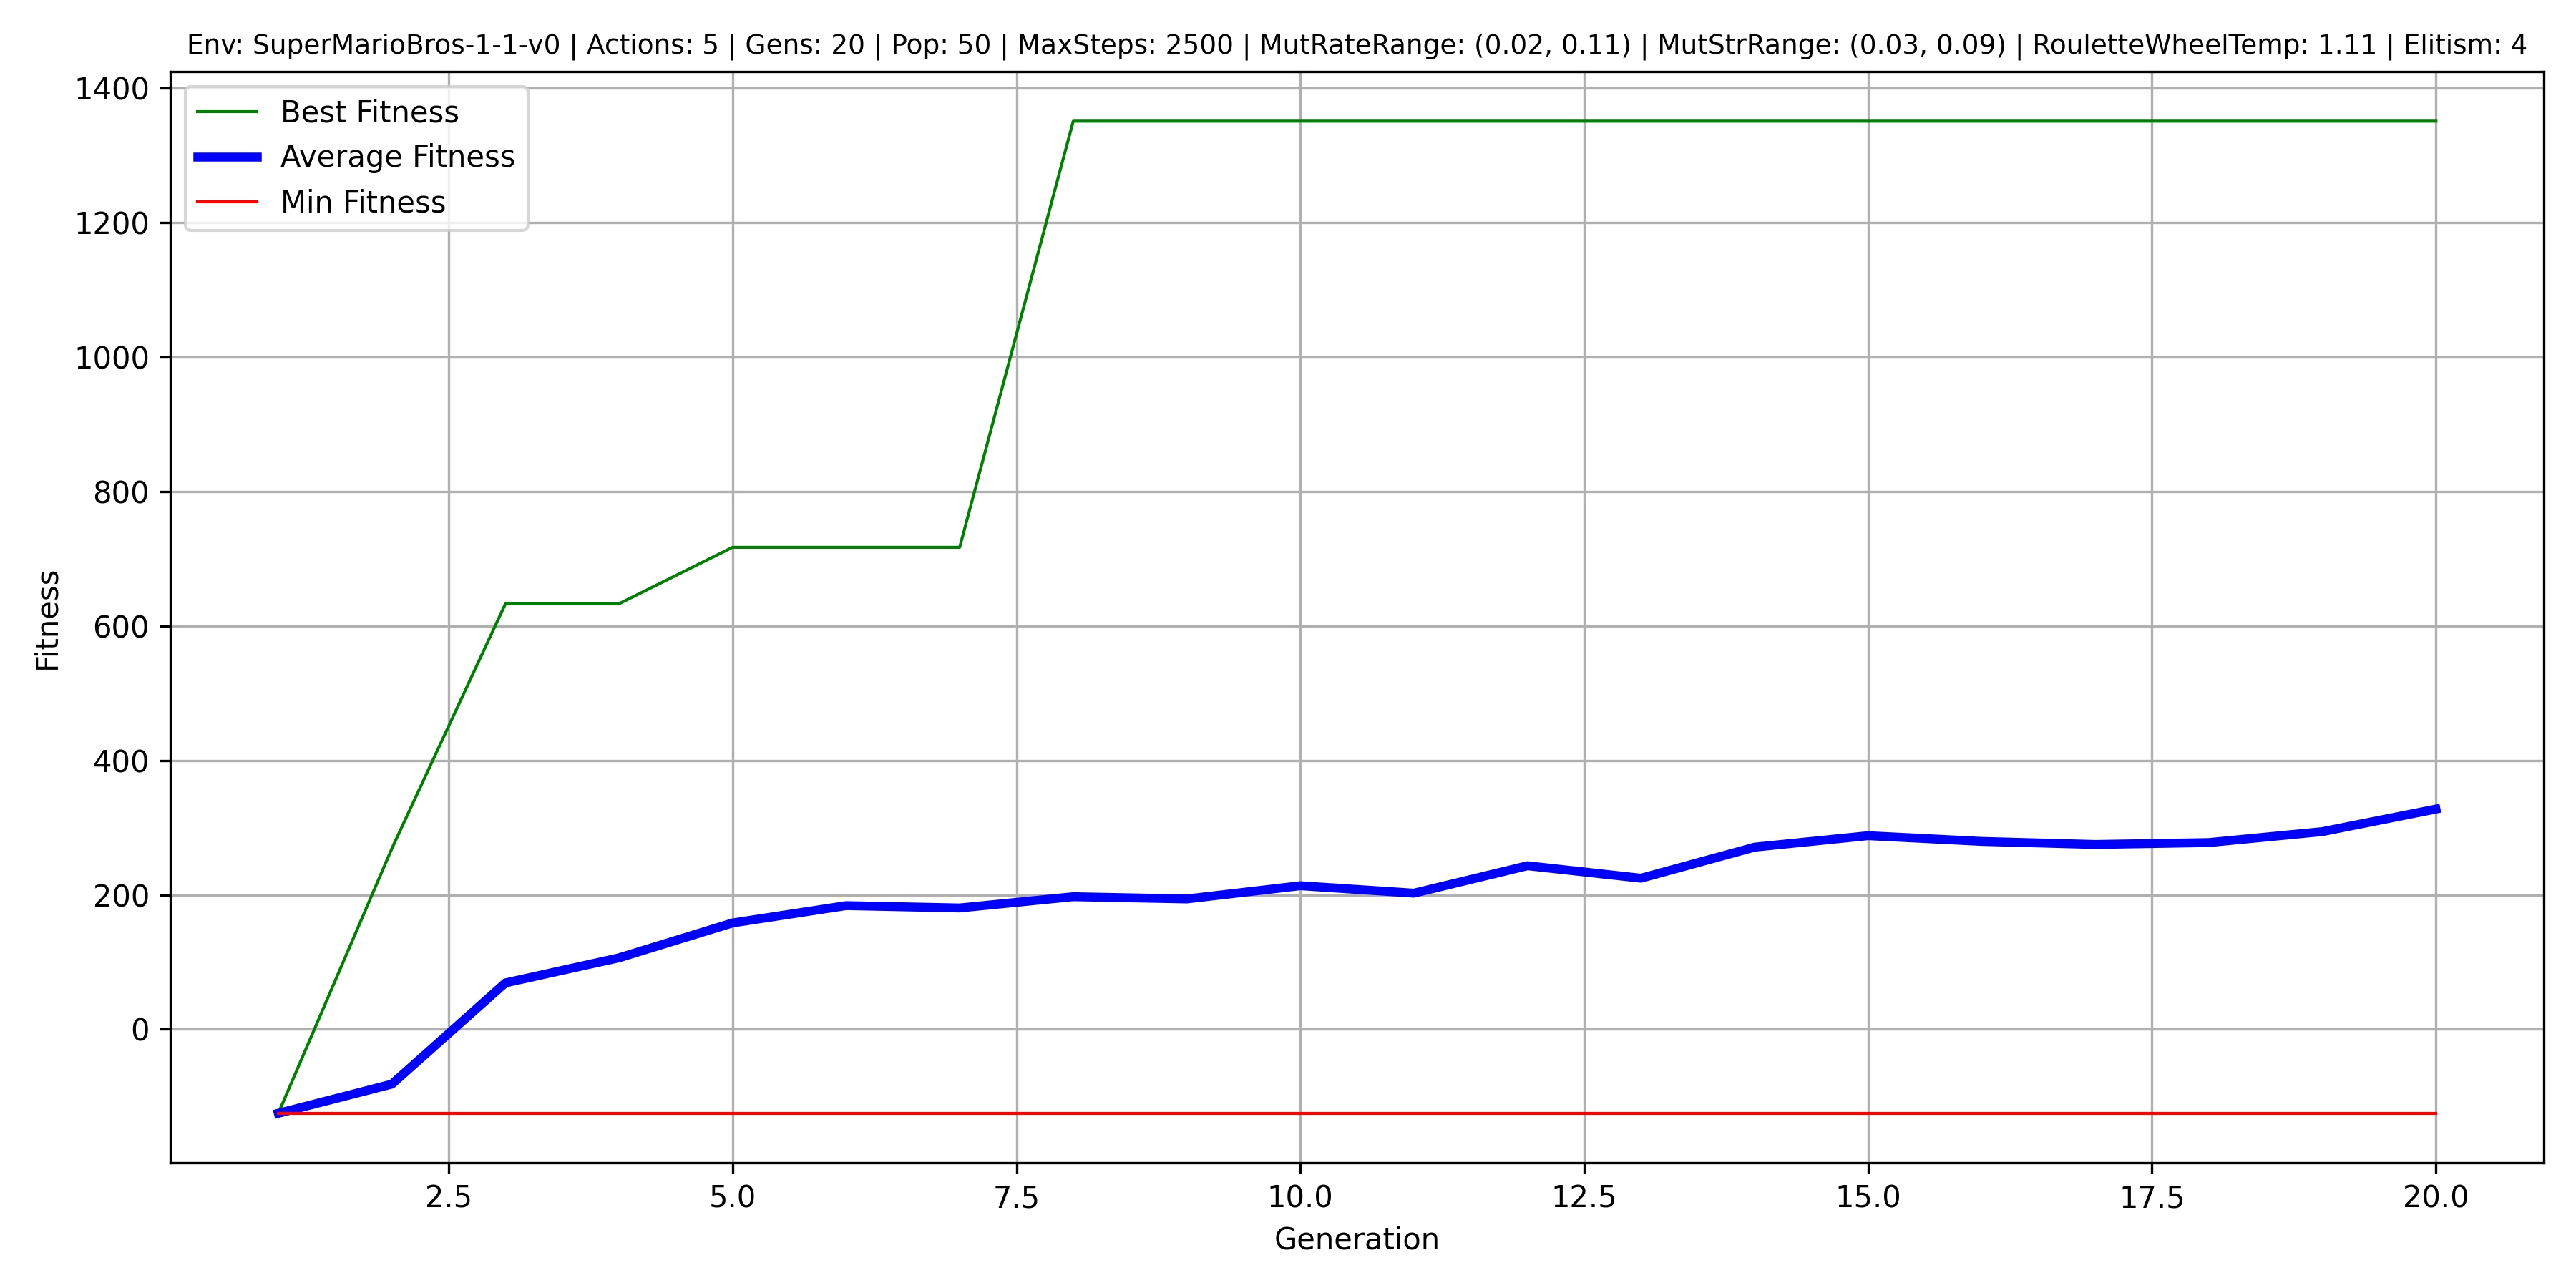 Env: SuperMarioBros-1-1-v0 | Actions: 5 | Gens: 20 | Pop: 50 | MaxSteps: 2500 | MutRateRange: (0.02, 0.11) | MutStrRange: (0.03, 0.09) | RouletteWheelTemp: 1.11 | Elitism: 4
Best Fitness
Average Fitness
Min Fitness
1400
1200
1000
800
600
400
200
0
Fitness
2.5 5.0 7.5 10.0 12.5 15.0 17.5 20.0
Generation